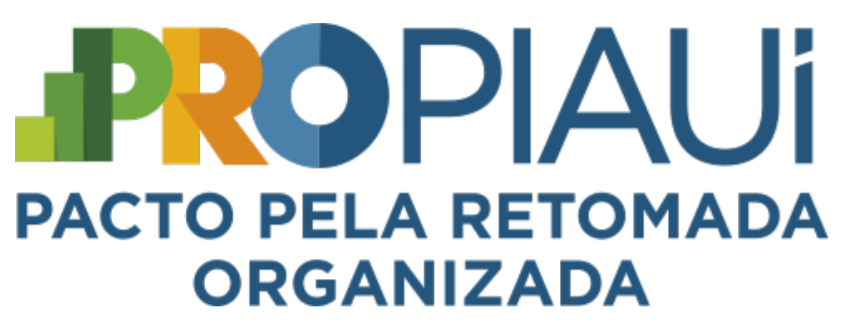 PROPIAUí
PACTO PELA RETOMADA
ORGANIZADA